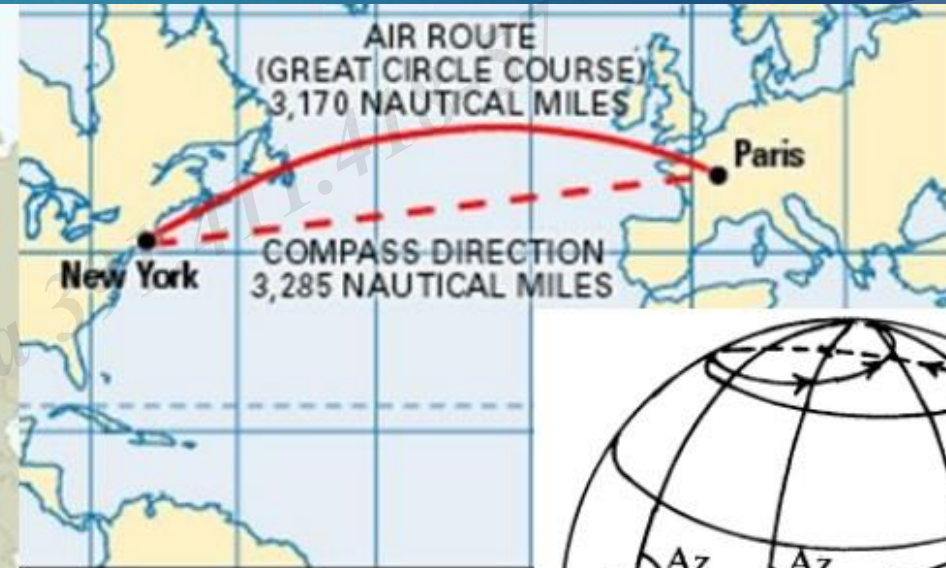 AIR ROUTE
(GREAT CIRCLE COURSE)
3,170 NAUTICAL MILES
Paris
New York
COMPASS DIRECTION
3,285 NAUTICAL MILES
Az
Az